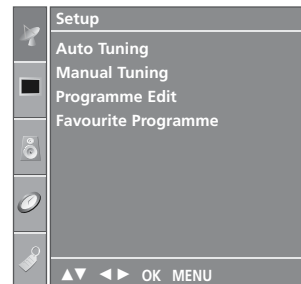 Setup
Auto Tuning
Manual Tuning
Programme Edit
Favourite Programme
▲▼ ◄► OK MENU